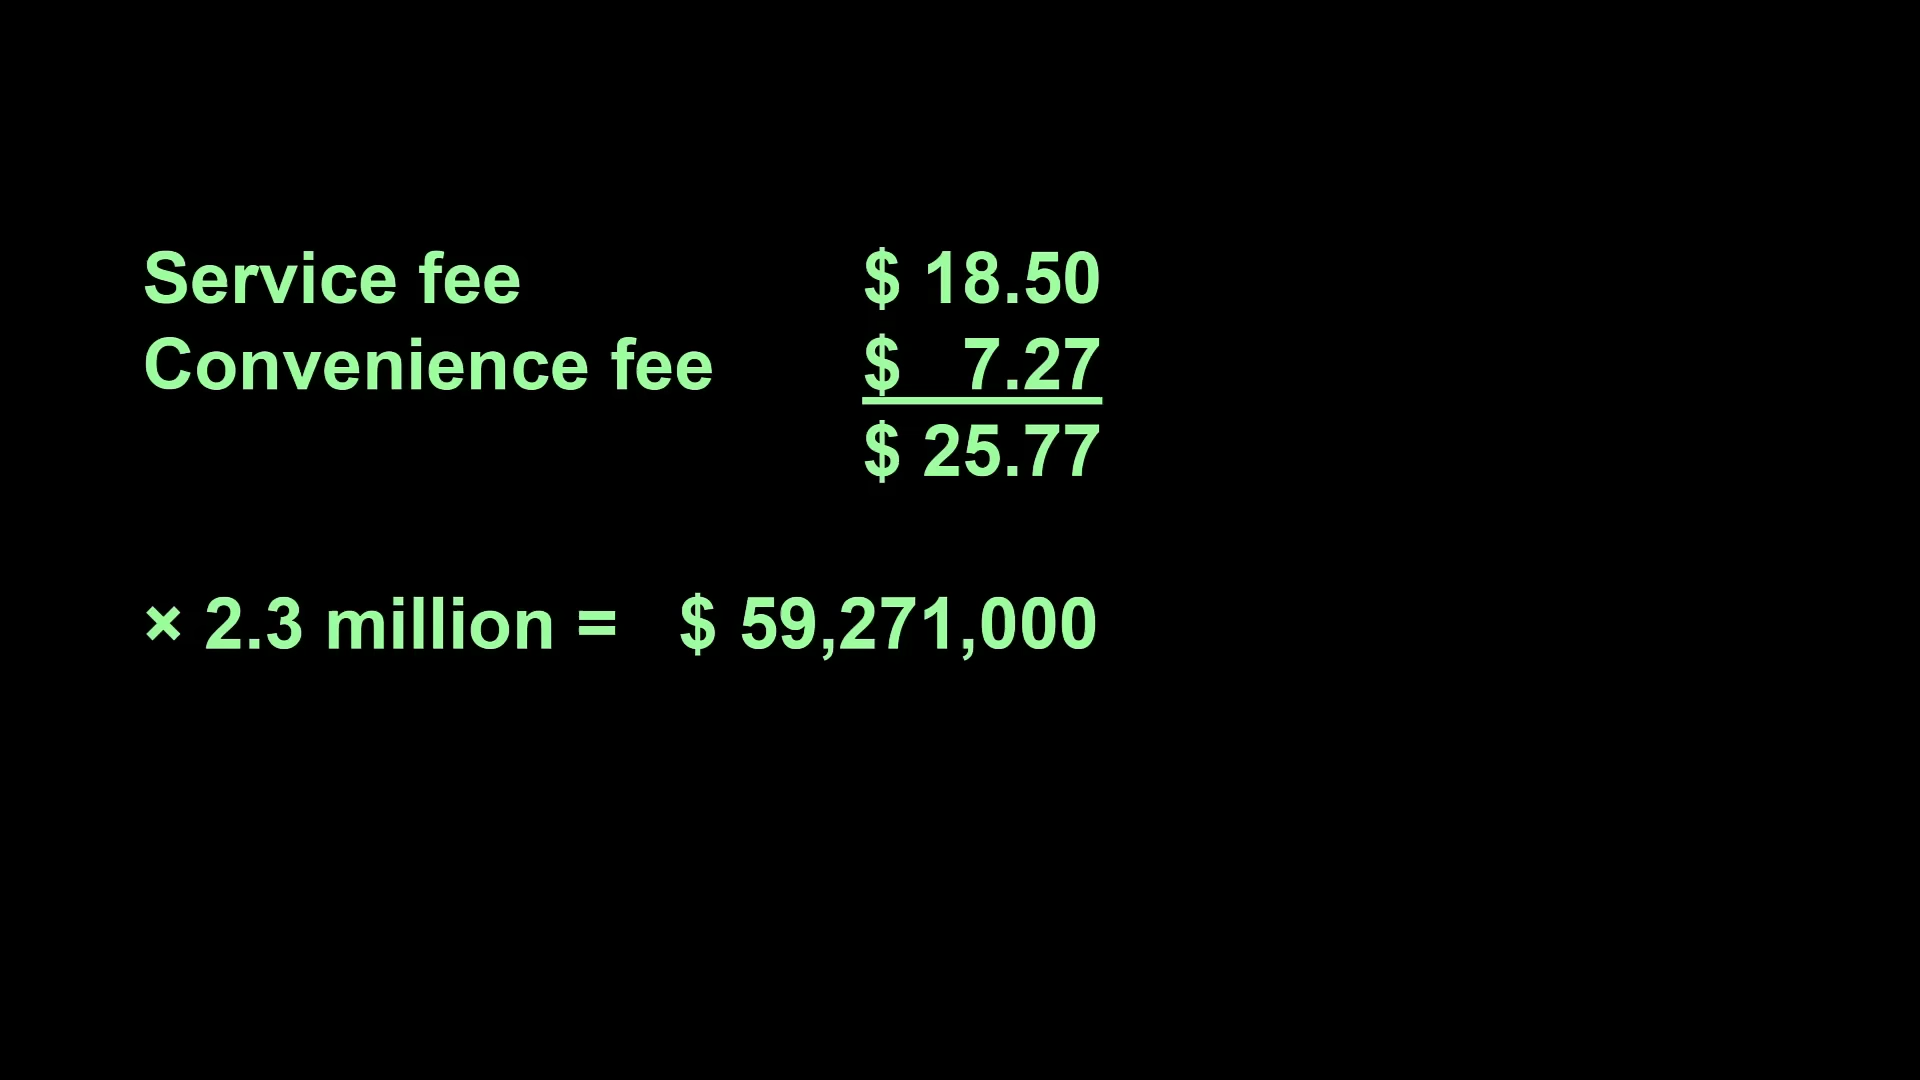 Service fee $ 18.50
Convenience fee $ 7.27
$ 25.77
× 2.3 million = $ 59,271,000